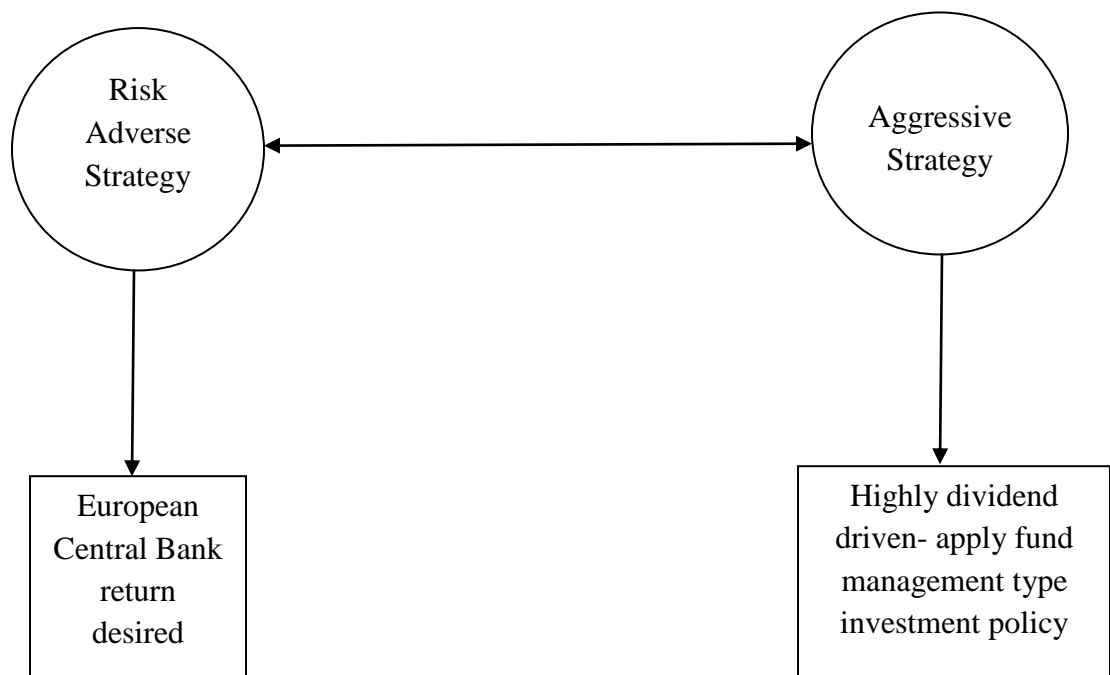 Risk
Adverse
Strategy
Aggressive
Strategy
European
Central Bank
return
desired
Highly dividend
driven- apply fund
management type
investment policy